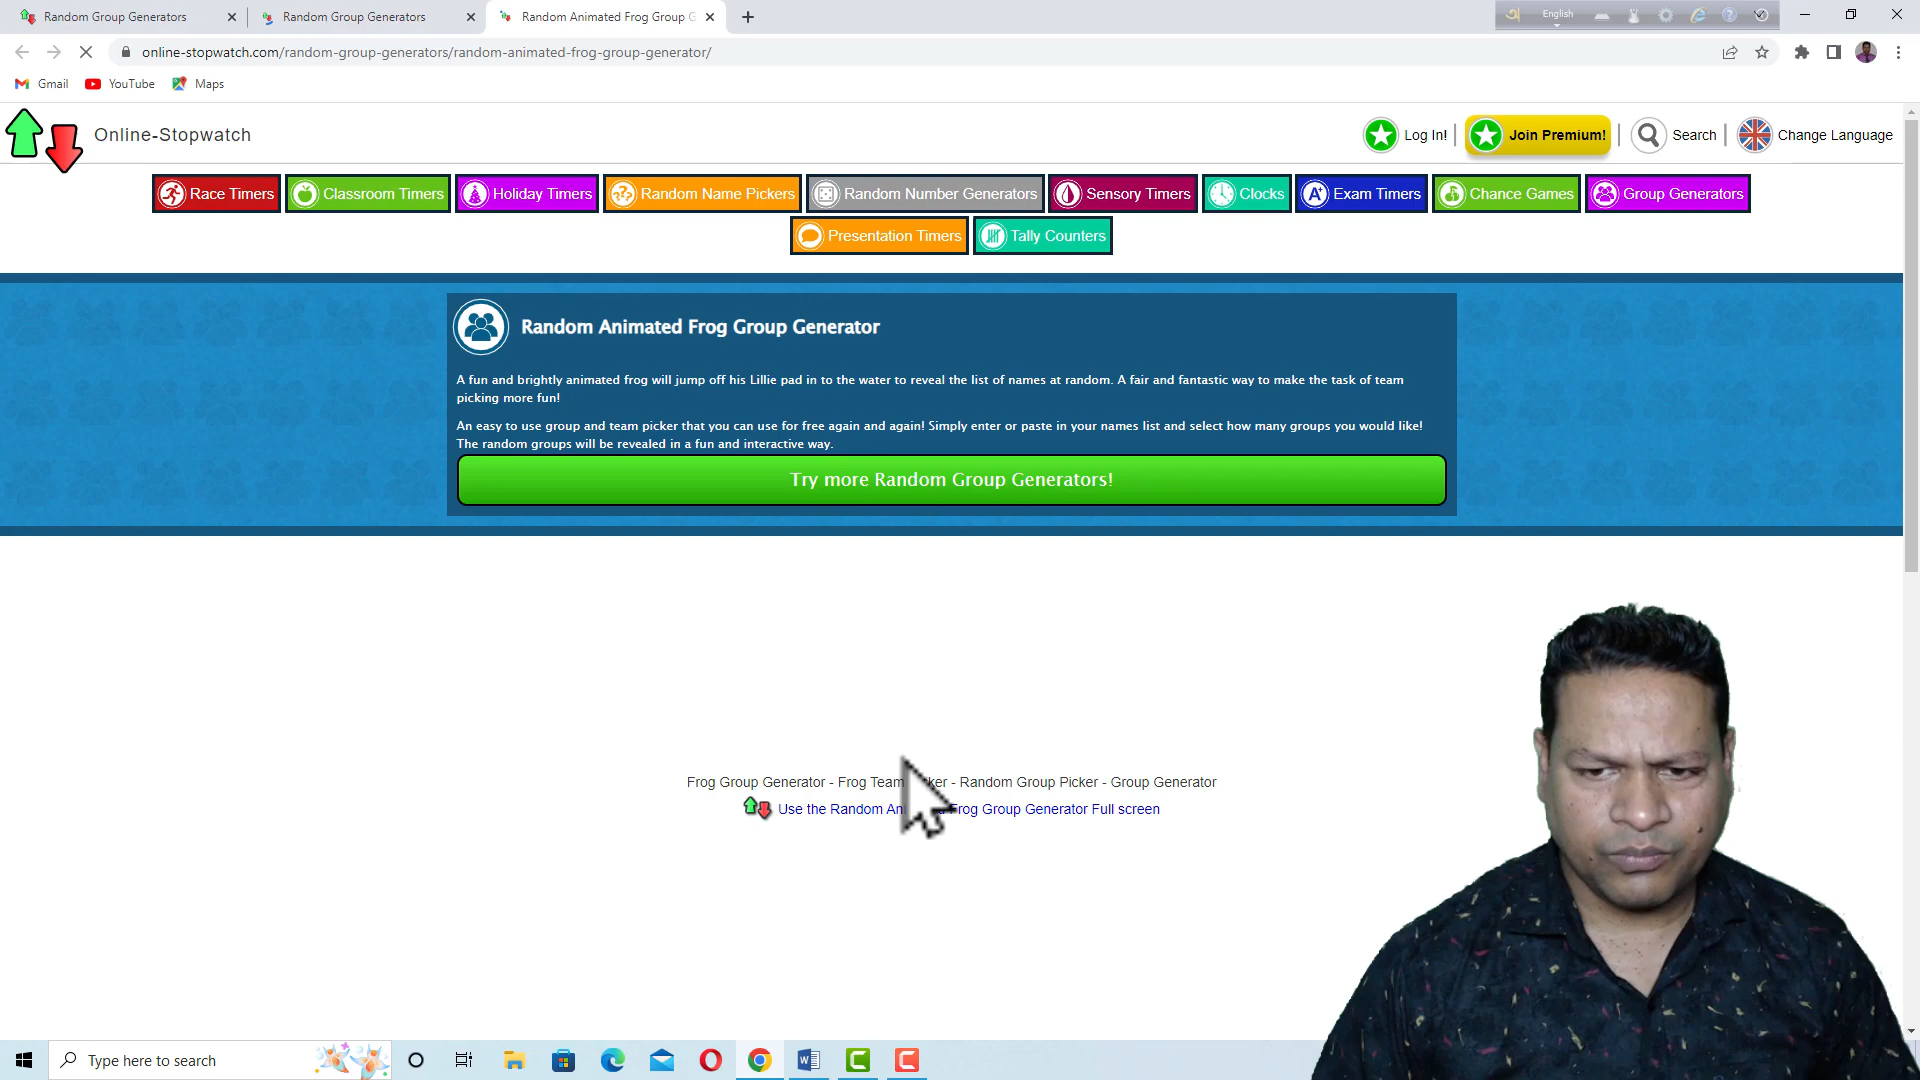 Random Group Generators
Random Group Generators
Random Animated Frog Group G
English
online-stopwatch.com/random-group-generators/random-animated-frog-group-generator/
Gmail
YouTube
Maps
Online-Stopwatch
Log In!
Join Premium!
Search
Change Language
Race Timers
Classroom Timers
Holiday Timers
Random Name Pickers
Random Number Generators
Sensory Timers
Clocks
Exam Timers
Chance Games
Group Generators
Presentation Timers
Tally Counters
Random Animated Frog Group Generator
A fun and brightly animated frog will jump off his Lillie pad in to the water to reveal the list of names at random. A fair and fantastic way to make the task of team
picking more fun!
An easy to use group and team picker that you can use for free again and again! Simply enter or paste in your names list and select how many groups you would like!
The random groups will be revealed in a fun and interactive way.
Try more Random Group Generators!
Frog Group Generator - Frog Team Picker - Random Group Picker - Group Generator
Use the Random Animated Frog Group Generator Full screen
Type here to search